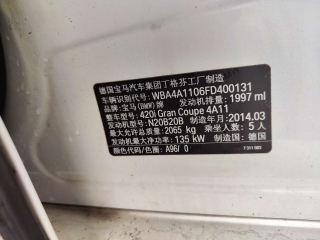 德国宝马汽车集团丁格芬工厂制造
车辆识别代号: WBA4A1106FD400131
品牌: 宝马(BMW)牌 发动机排量: 1997 ml
整车型号: 420i Gran Coupe 4A11
发动机型号: N20B20B 制造年月: 2014.03
最大允许总质量: 2065 kg 乘坐人数: 5 人
发动机最大净功率: 135 kW 制造国: 德国
颜色代码/色圈: A96/ 0